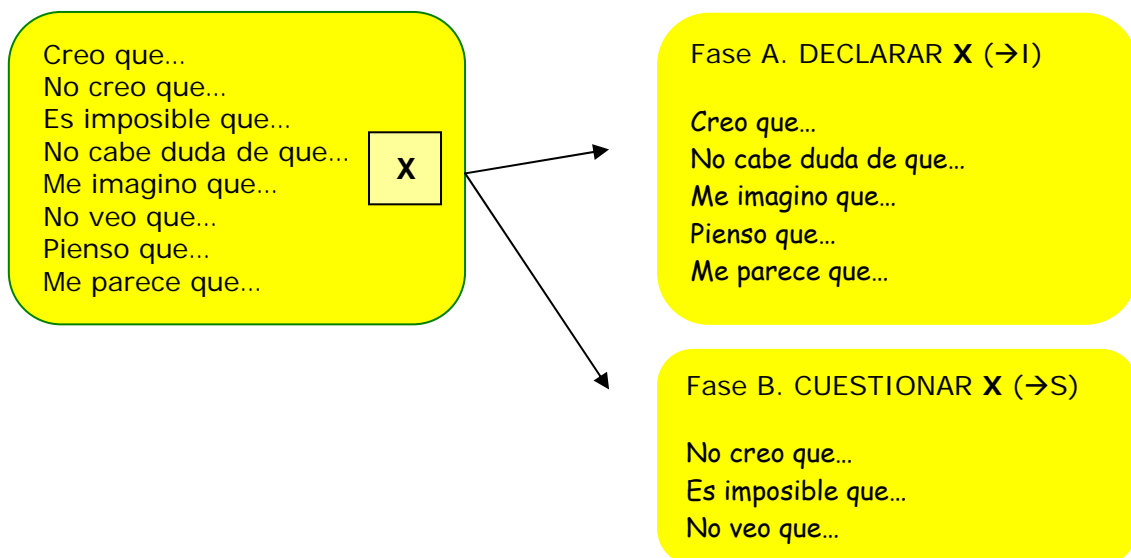 Creo que...
No creo que...
Es imposible que...
No cabe duda de que...
Me imagino que...
No veo que...
Pienso que...
Me parece que...
X
Fase A. DECLARAR X (→I)
Creo que...
No cabe duda de que...
Me imagino que...
Pienso que...
Me parece que...
Fase B. CUESTIONAR X (→S)
No creo que...
Es imposible que...
No veo que...